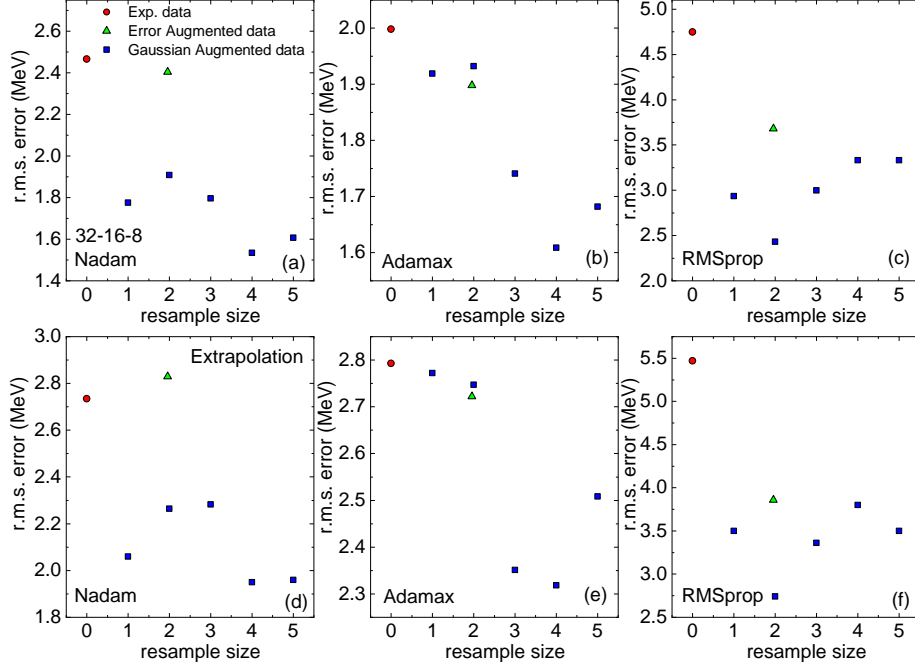 Exp. data
Error Augmented data
Gaussian Augmented data
2.8
2.6
2.4
2.2
2.0
1.8
1.6
1.4
r.m.s. error (MeV)
32-16-8
Nadam
(a)
0 1 2 3 4 5
resample size
2.0
1.9
1.8
1.7
1.6
r.m.s. error (MeV)
Adamax
(b)
0 1 2 3 4 5
resample size
5.0
4.5
4.0
3.5
3.0
2.5
2.0
r.m.s. error (MeV)
RMSprop
(c)
0 1 2 3 4 5
resample size
3.0
2.8
2.6
2.4
2.2
2.0
1.8
r.m.s. error (MeV)
Extrapolation
Nadam
(d)
0 1 2 3 4 5
resample size
2.8
2.7
2.6
2.5
2.4
2.3
r.m.s. error (MeV)
Adamax
(e)
0 1 2 3 4 5
resample size
5.5
5.0
4.5
4.0
3.5
3.0
2.5
r.m.s. error (MeV)
RMSprop
(f)
0 1 2 3 4 5
resample size